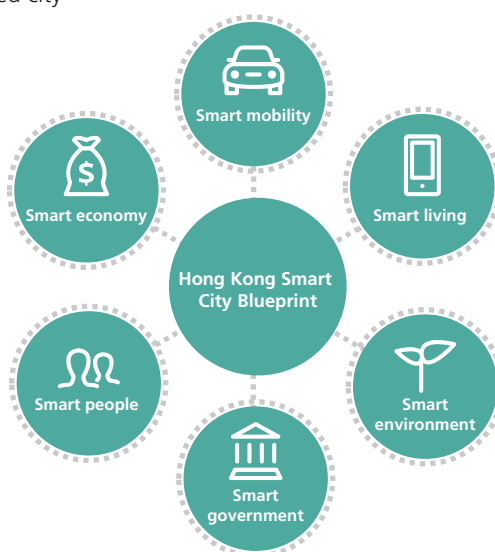 Smart mobility
Smart economy
$
Smart living
Hong Kong Smart
City Blueprint
Smart people
Smart
environment
Smart
government